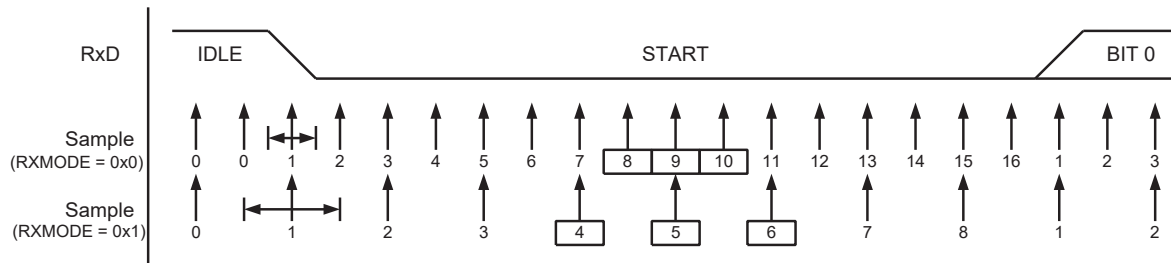 RxD IDLE START BIT 0
Sample
(RXMODE = 0x0) 0 0 1 2 3 4 5 6 7 8 9 10 11 12 13 14 15 16 1 2 3
Sample
(RXMODE = 0x1) 0 1 2 3 4 5 6 7 8 1 2